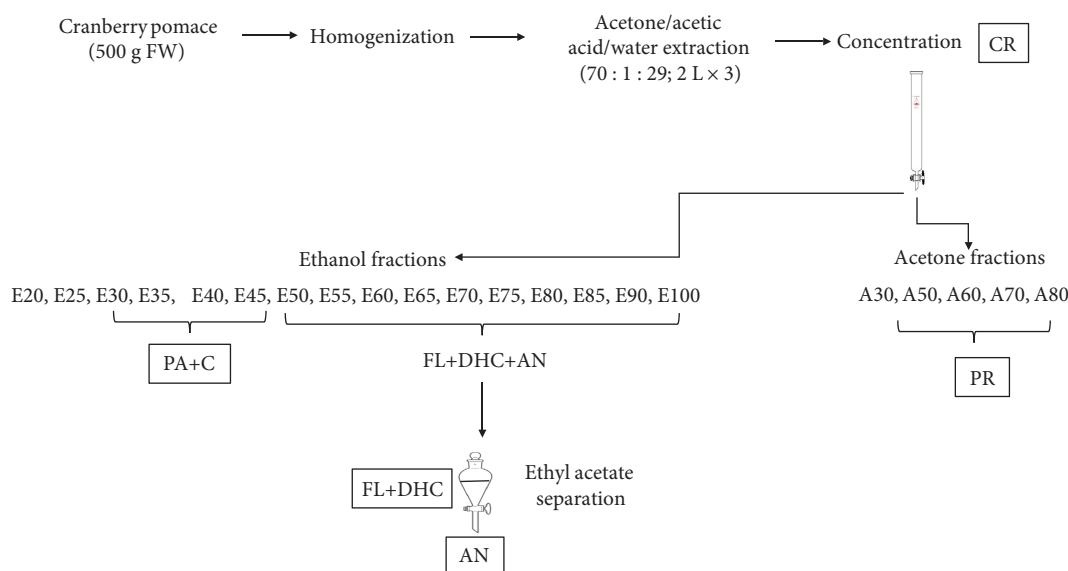 Cranberry pomace
(500 g FW)
Homogenization
Acetone/acetic
acid/water extraction
(70 : 1 : 29; 2 L × 3)
Concentration
CR
Ethanol fractions
Acetone fractions
E20, E25, E30, E35, E40, E45, E50, E55, E60, E65, E70, E75, E80, E85, E90, E100
A30, A50, A60, A70, A80
PA+C
FL+DHC+AN
PR
FL+DHC
Ethyl acetate
separation
AN